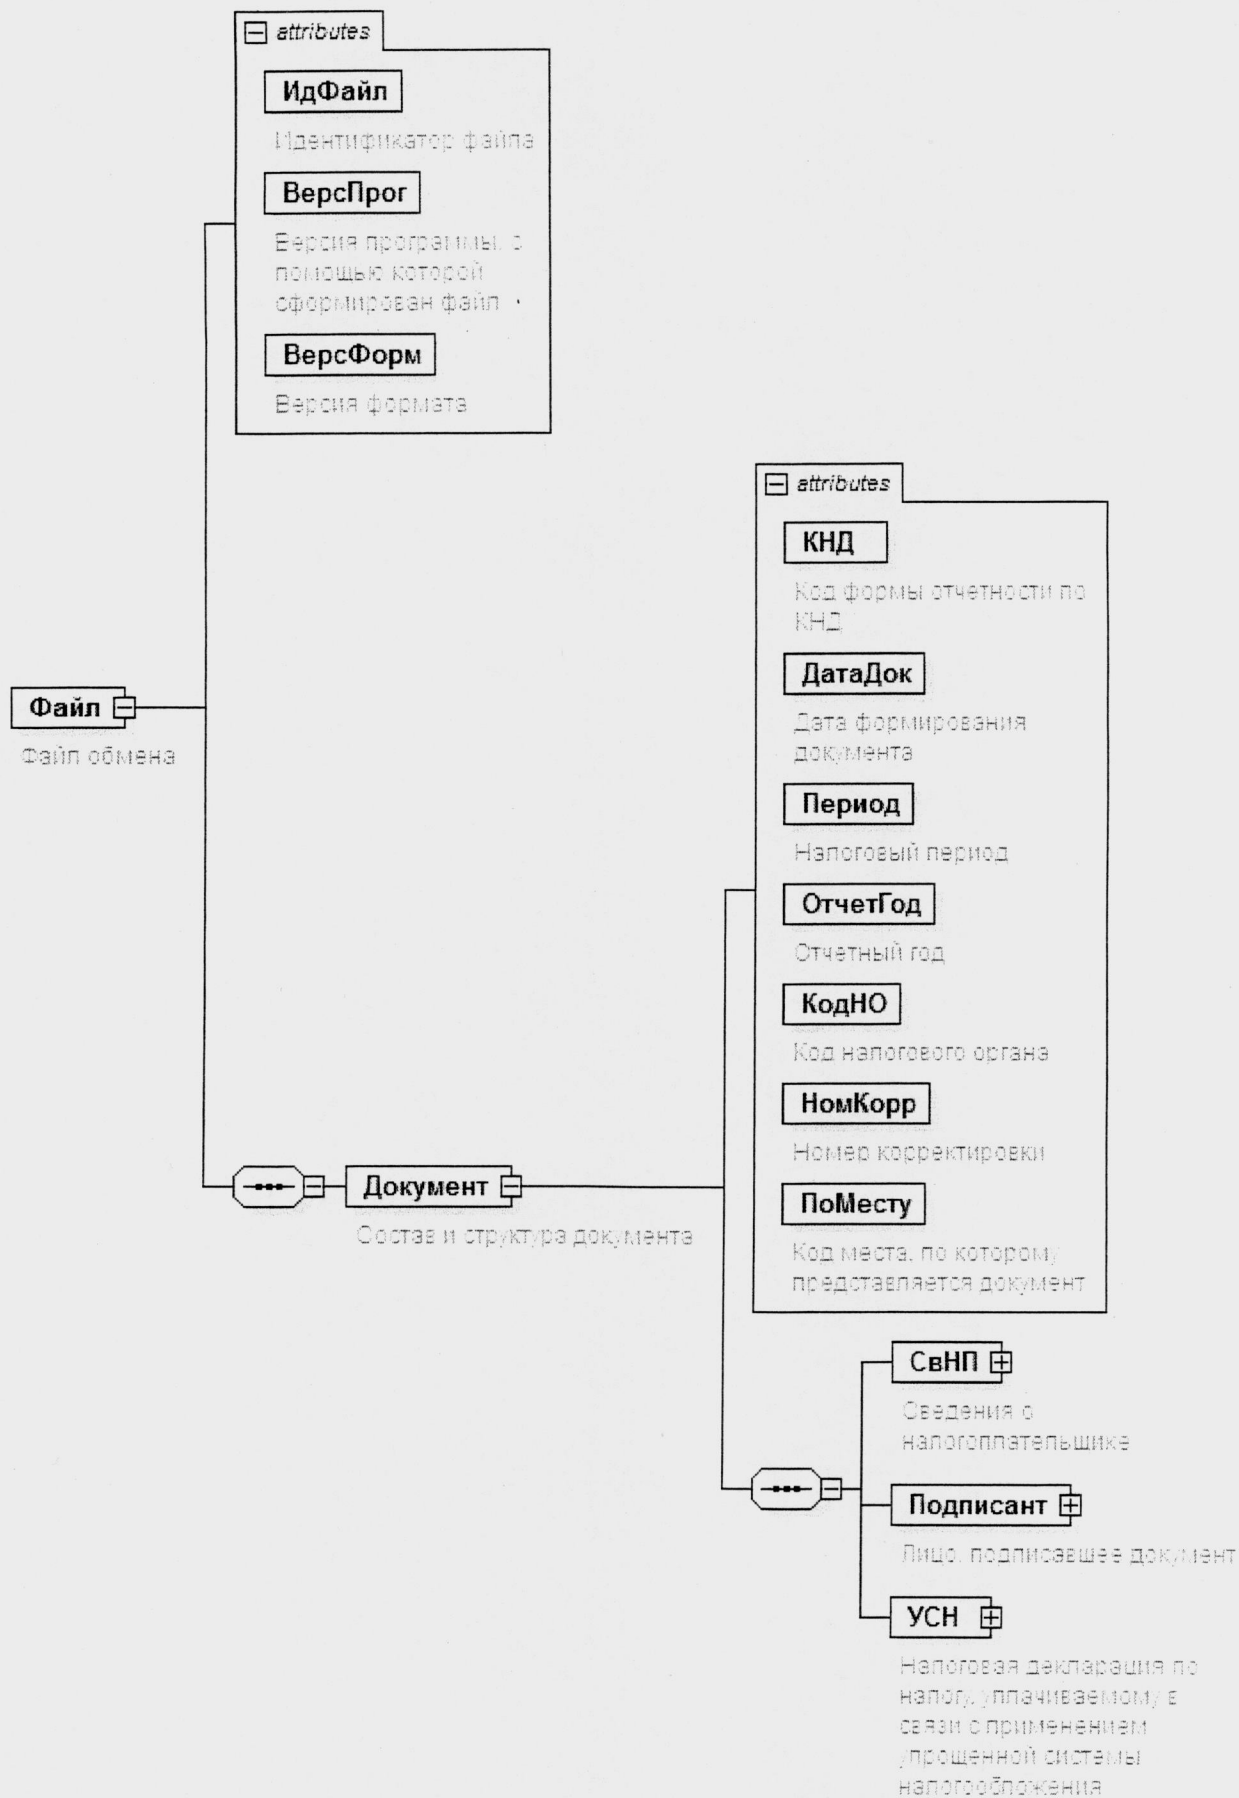 attributes
ИдФайл
Идентификатор файла
ВерсПрог
Версия программы, с
помощью которой
сформирован файл
ВерсФорм
Версия формата
attributes
КНД
Код формы отчетности по
КНД
ДатаДок
Дата формирования
документа
Период
Налоговый период
ОтчетГод
Отчетный год
КодНО
Код налогового органа
НомКорр
Номер корректировки
ПоМесту
Код места, по которому
представляется документ
Файл
Файл обмена
Документ
Состав и структура документа
СвНП
Сведения о
налогоплательщике
Подписант
Лицо, подписавшее документ
УСН
Налоговая декларация по
налогу, уплачиваемому в
связи с применением
упрощенной системы
налогообложения